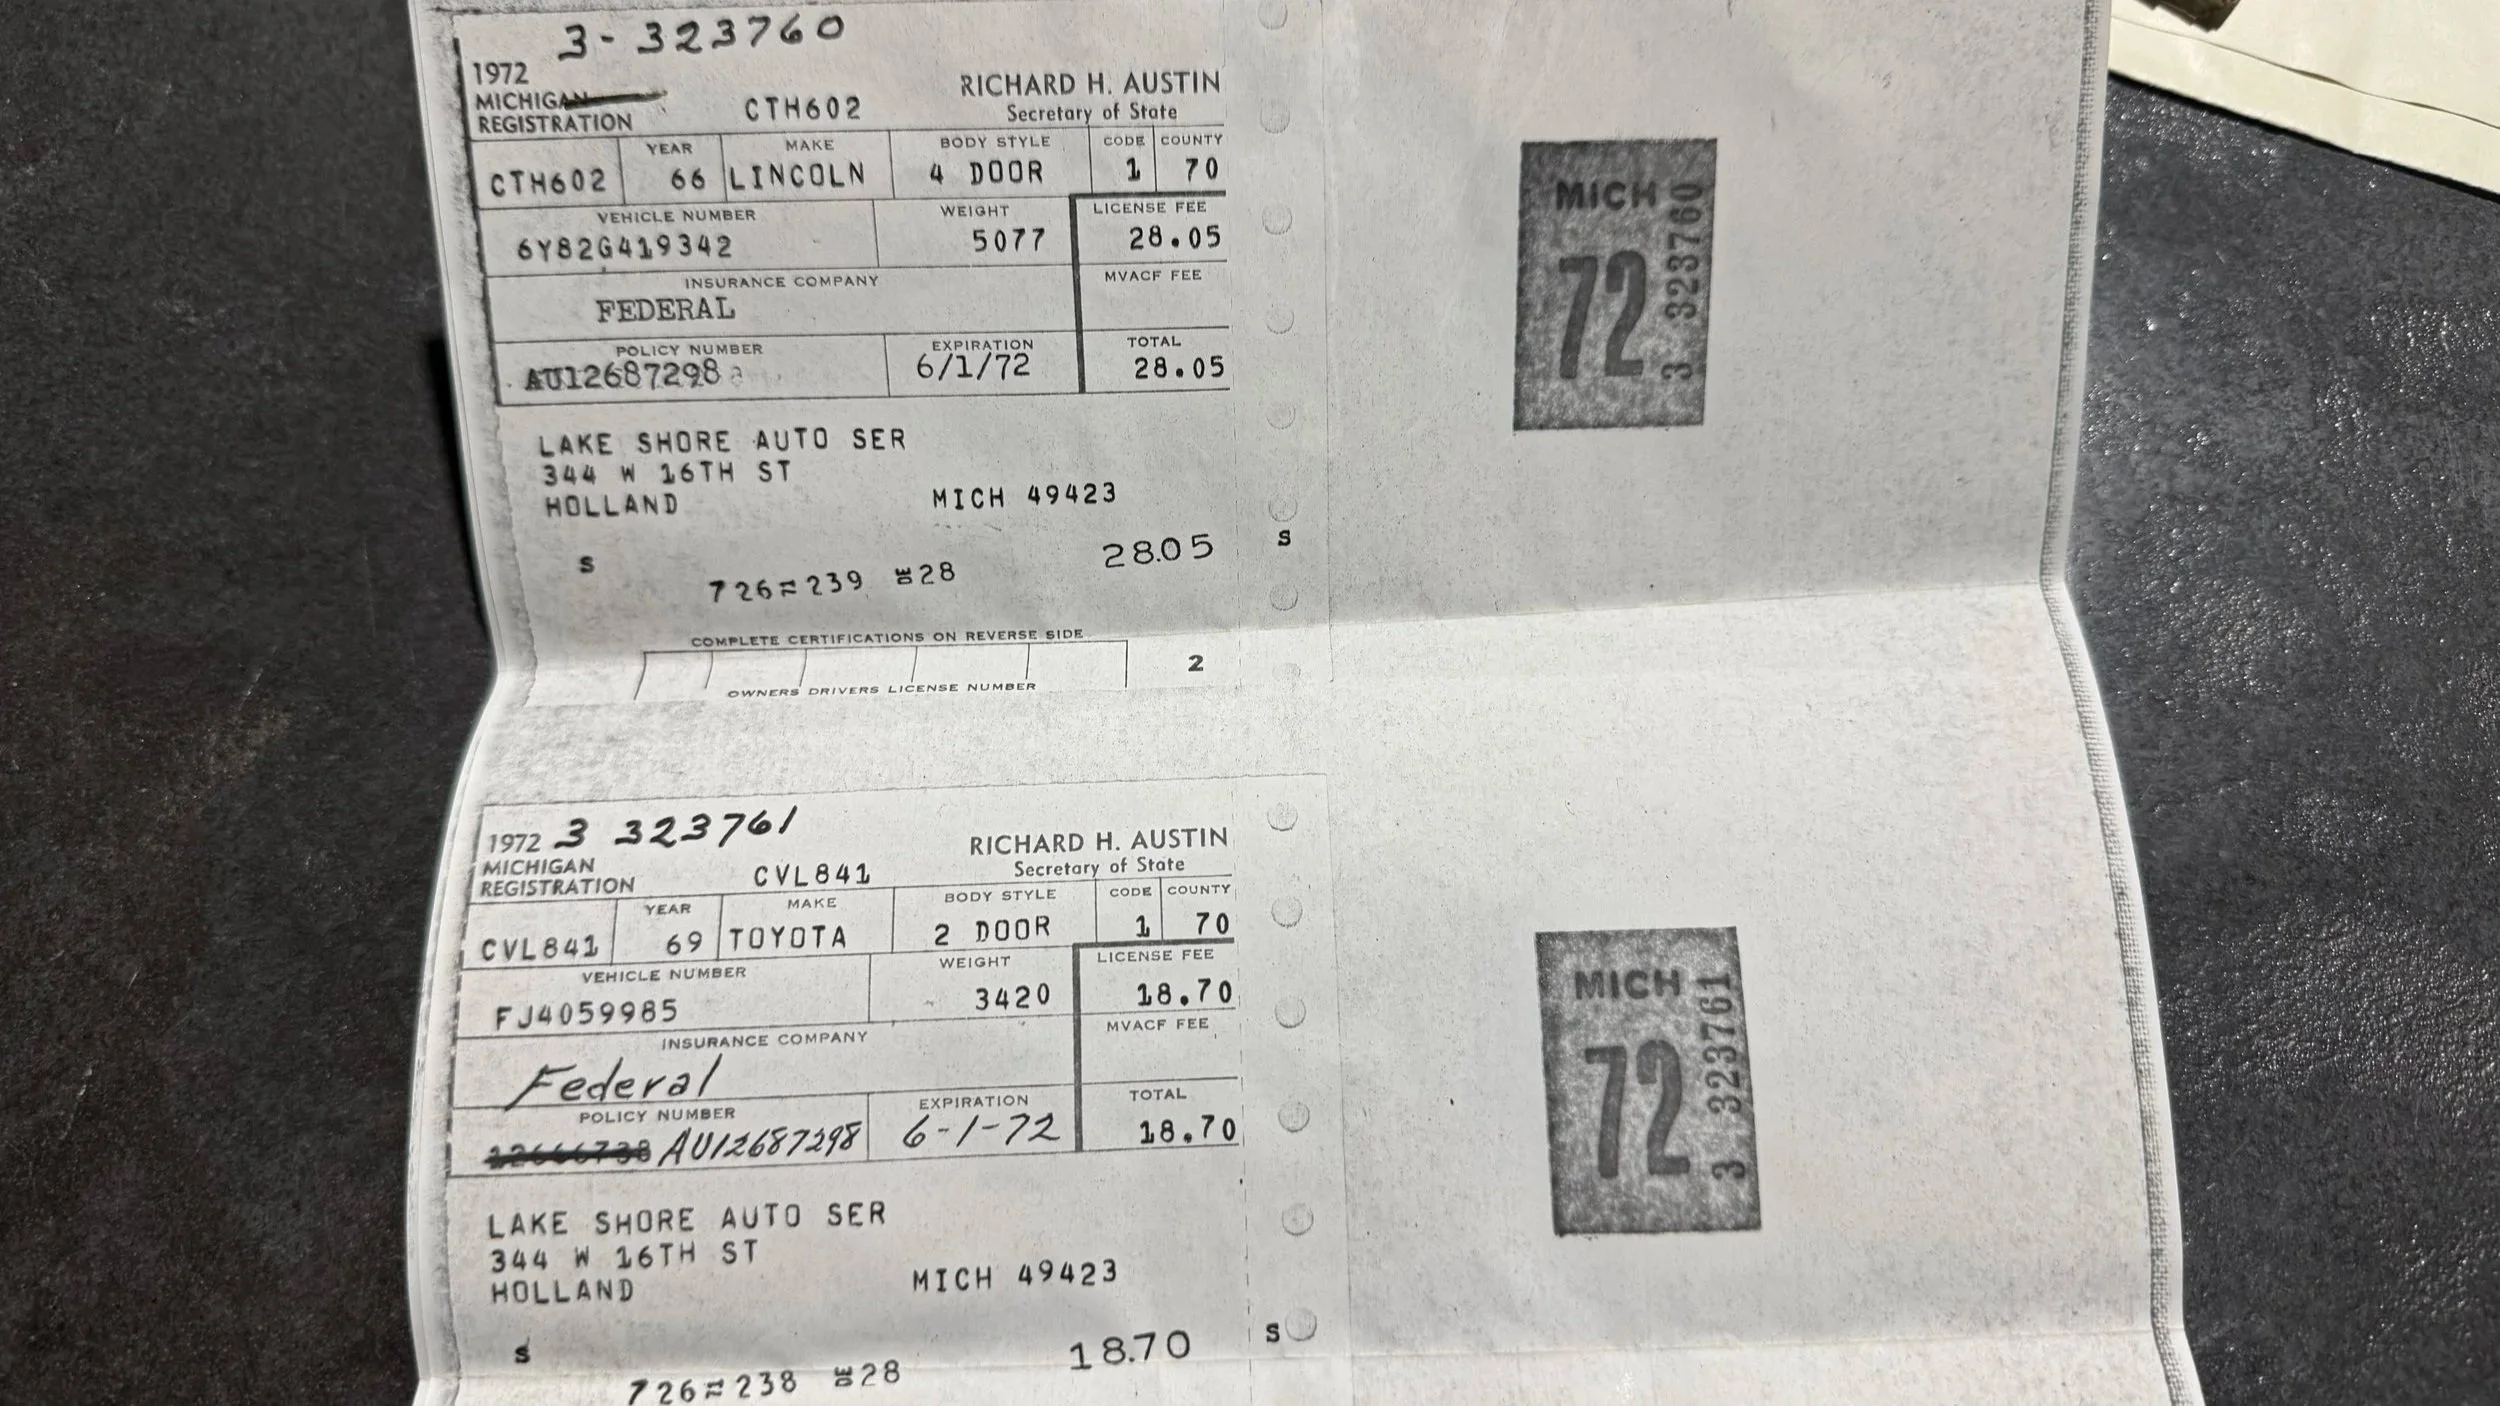 3-323760
1972
MICHIGAN
REGISTRATION
CTH602
RICHARD H. AUSTIN
Secretary of State
YEAR MAKE BODY STYLE CODE COUNTY
CTH602 66 LINCOLN 4 DOOR 1 70
VEHICLE NUMBER WEIGHT LICENSE FEE
6Y82G419342 5077 28.05
INSURANCE COMPANY MVACF FEE
FEDERAL
POLICY NUMBER EXPIRATION TOTAL
AU12687298 6/1/72 28.05
LAKE SHORE AUTO SER
344 W 16TH ST
HOLLAND MICH 49423
S 28.05 S
726 239 DE28
COMPLETE CERTIFICATIONS ON REVERSE SIDE
2
OWNERS DRIVERS LICENSE NUMBER
MICH
72
3 323760
3 323761
1972
MICHIGAN
REGISTRATION
CVL841
RICHARD H. AUSTIN
Secretary of State
YEAR MAKE BODY STYLE CODE COUNTY
CVL841 69 TOYOTA 2 DOOR 1 70
VEHICLE NUMBER WEIGHT LICENSE FEE
FJ4059985 3420 18.70
INSURANCE COMPANY MVACF FEE
Federal
POLICY NUMBER EXPIRATION TOTAL
AU12687298 6-1-72 18.70
LAKE SHORE AUTO SER
344 W 16TH ST
HOLLAND MICH 49423
S 18.70 S
726 238 DE28
MICH
72
3 323761